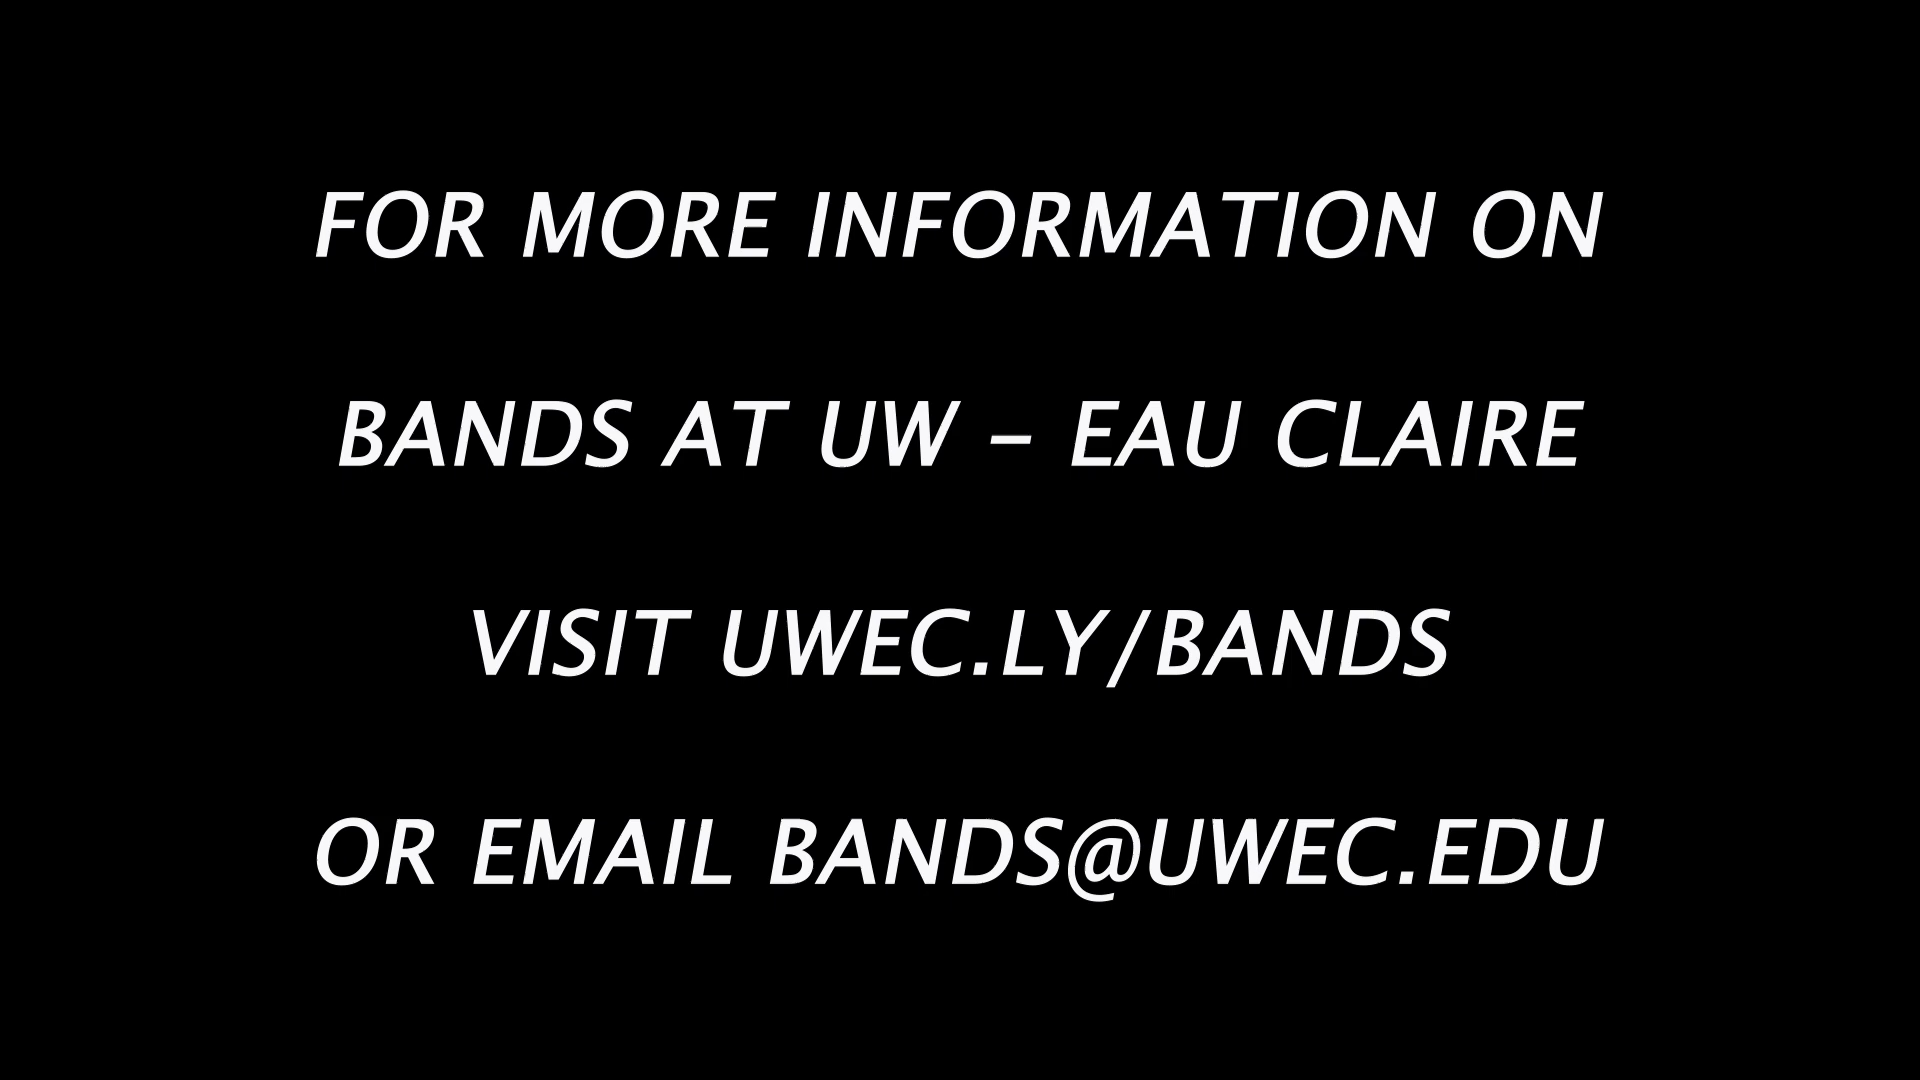 FOR MORE INFORMATION ON
BANDS AT UW – EAU CLAIRE
VISIT UWEC.LY/BANDS
OR EMAIL BANDS@UWEC.EDU